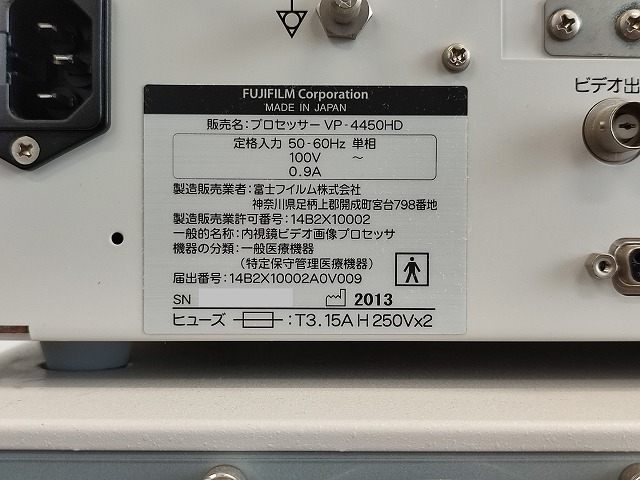 FUJIFILM Corporation
MADE IN JAPAN
ビデオ出
販売名：プロセッサー VP-4450HD
定格入力 50-60Hz 単相
100V ～
0.9A
製造販売業者：富士フイルム株式会社
神奈川県足柄上郡開成町宮台798番地
製造販売業許可番号：14B2X10002
一般的名称：内視鏡ビデオ画像プロセッサ
機器の分類：一般医療機器
（特定保守管理医療機器）
届出番号：14B2X10002A0V009
SN
2013
ヒューズ ：T3.15A H 250Vx2